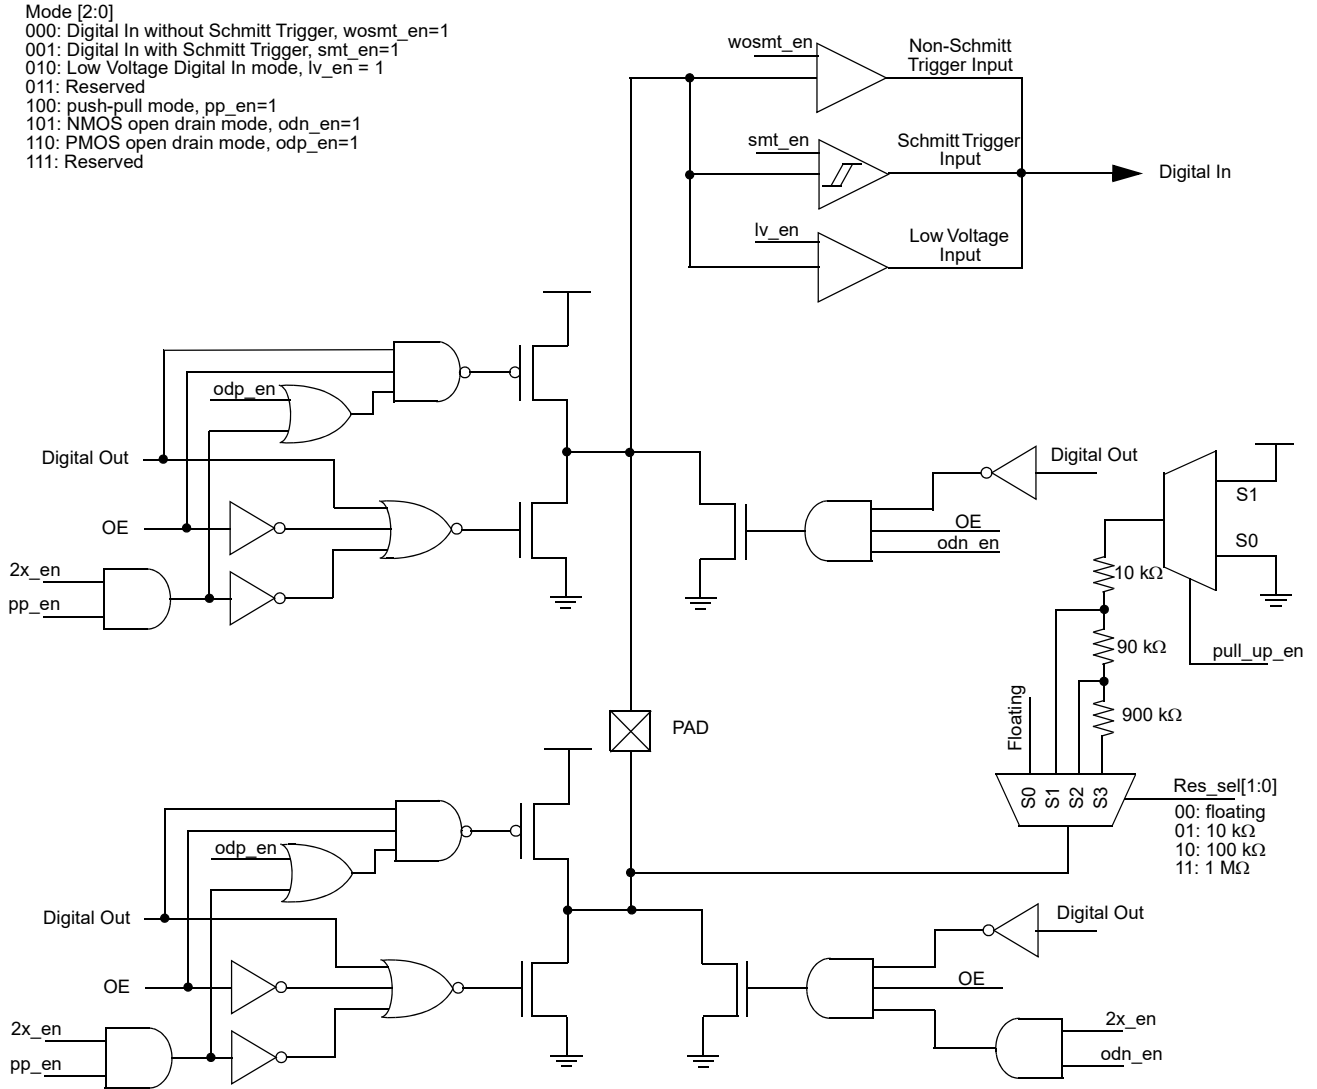 Mode [2:0]
000: Digital In without Schmitt Trigger, wosmt_en=1
001: Digital In with Schmitt Trigger, smt_en=1
010: Low Voltage Digital In mode, lv_en = 1
011: Reserved
100: push-pull mode, pp_en=1
101: NMOS open drain mode, odn_en=1
110: PMOS open drain mode, odp_en=1
111: Reserved
wosmt_en
Non-Schmitt
Trigger Input
smt_en
Schmitt Trigger
Input
Digital In
lv_en
Low Voltage
Input
odp_en
Digital Out
OE
2x_en
pp_en
Digital Out
OE
odn_en
S1
S0
10 kΩ
90 kΩ
pull_up_en
900 kΩ
Floating
PAD
S0
S1
S2
S3
Res_sel[1:0]
00: floating
01: 10 kΩ
10: 100 kΩ
11: 1 MΩ
odp_en
Digital Out
OE
2x_en
pp_en
Digital Out
OE
2x_en
odn_en